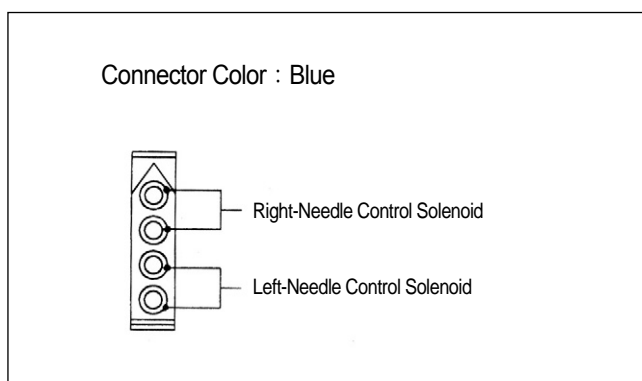 Connector Color : Blue
Right-Needle Control Solenoid
Left-Needle Control Solenoid